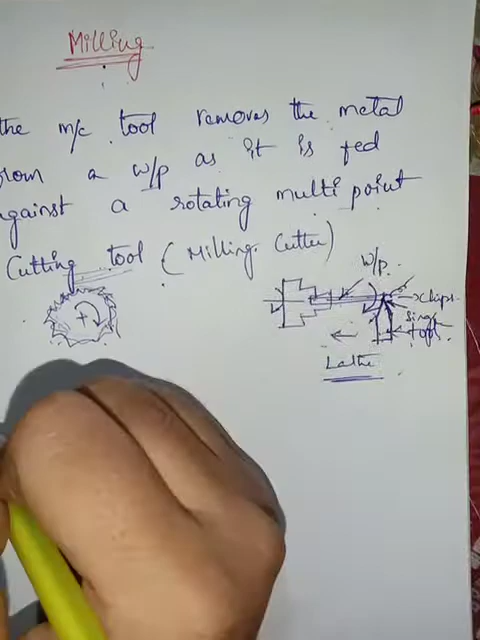 Milling
the m/c tool removes the metal
from a w/p as it is fed
against a rotating multi point
Cutting tool (Milling Cutter)
W/P
chips
Single
tool
Lathe